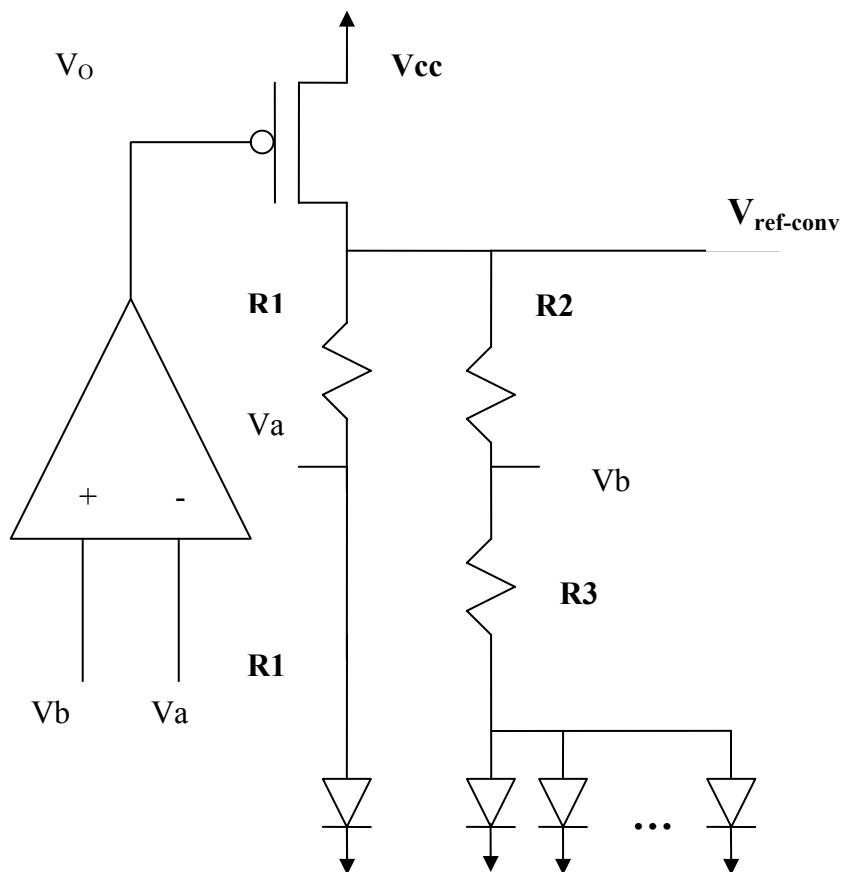 V_O
Vcc
V_ref-conv
R1
R2
Va
Vb
+ -
R3
R1
Vb Va
...